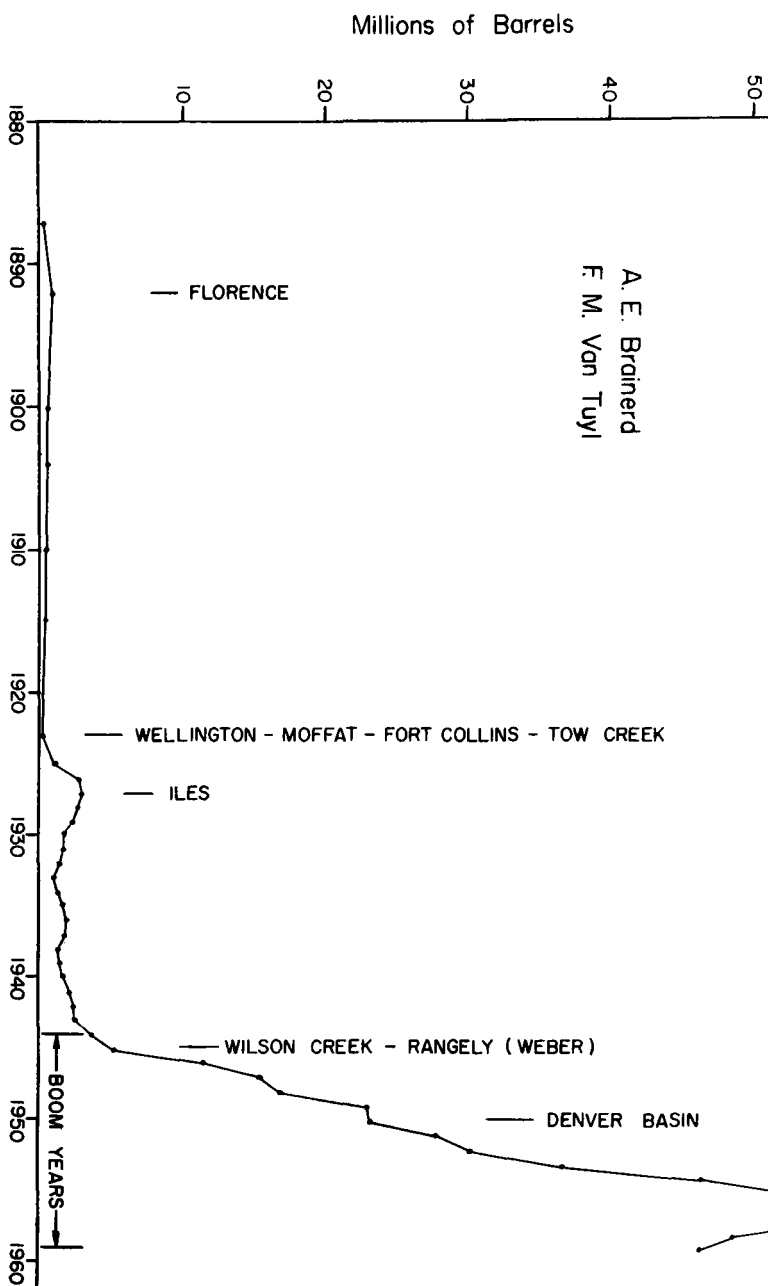 Millions of Barrels
10
20
30
40
50
1880
1890
1900
1910
1920
1930
1940
1950
1960
A. E. Brainerd
F. M. Van Tuyl
FLORENCE
WELLINGTON - MOFFAT - FORT COLLINS - TOW CREEK
ILES
WILSON CREEK - RANGELY (WEBER)
DENVER BASIN
BOOM YEARS